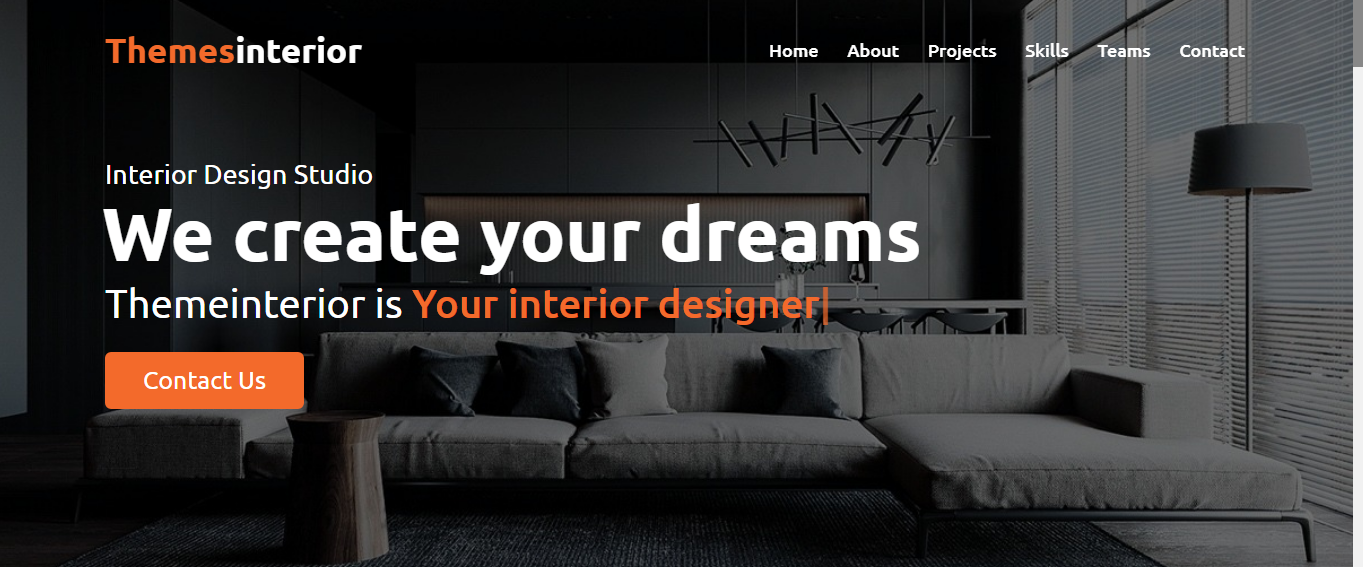 Themesinterior
Home About Projects Skills Teams Contact
Interior Design Studio
We create your dreams
Themeinterior is Your interior designer|
Contact Us